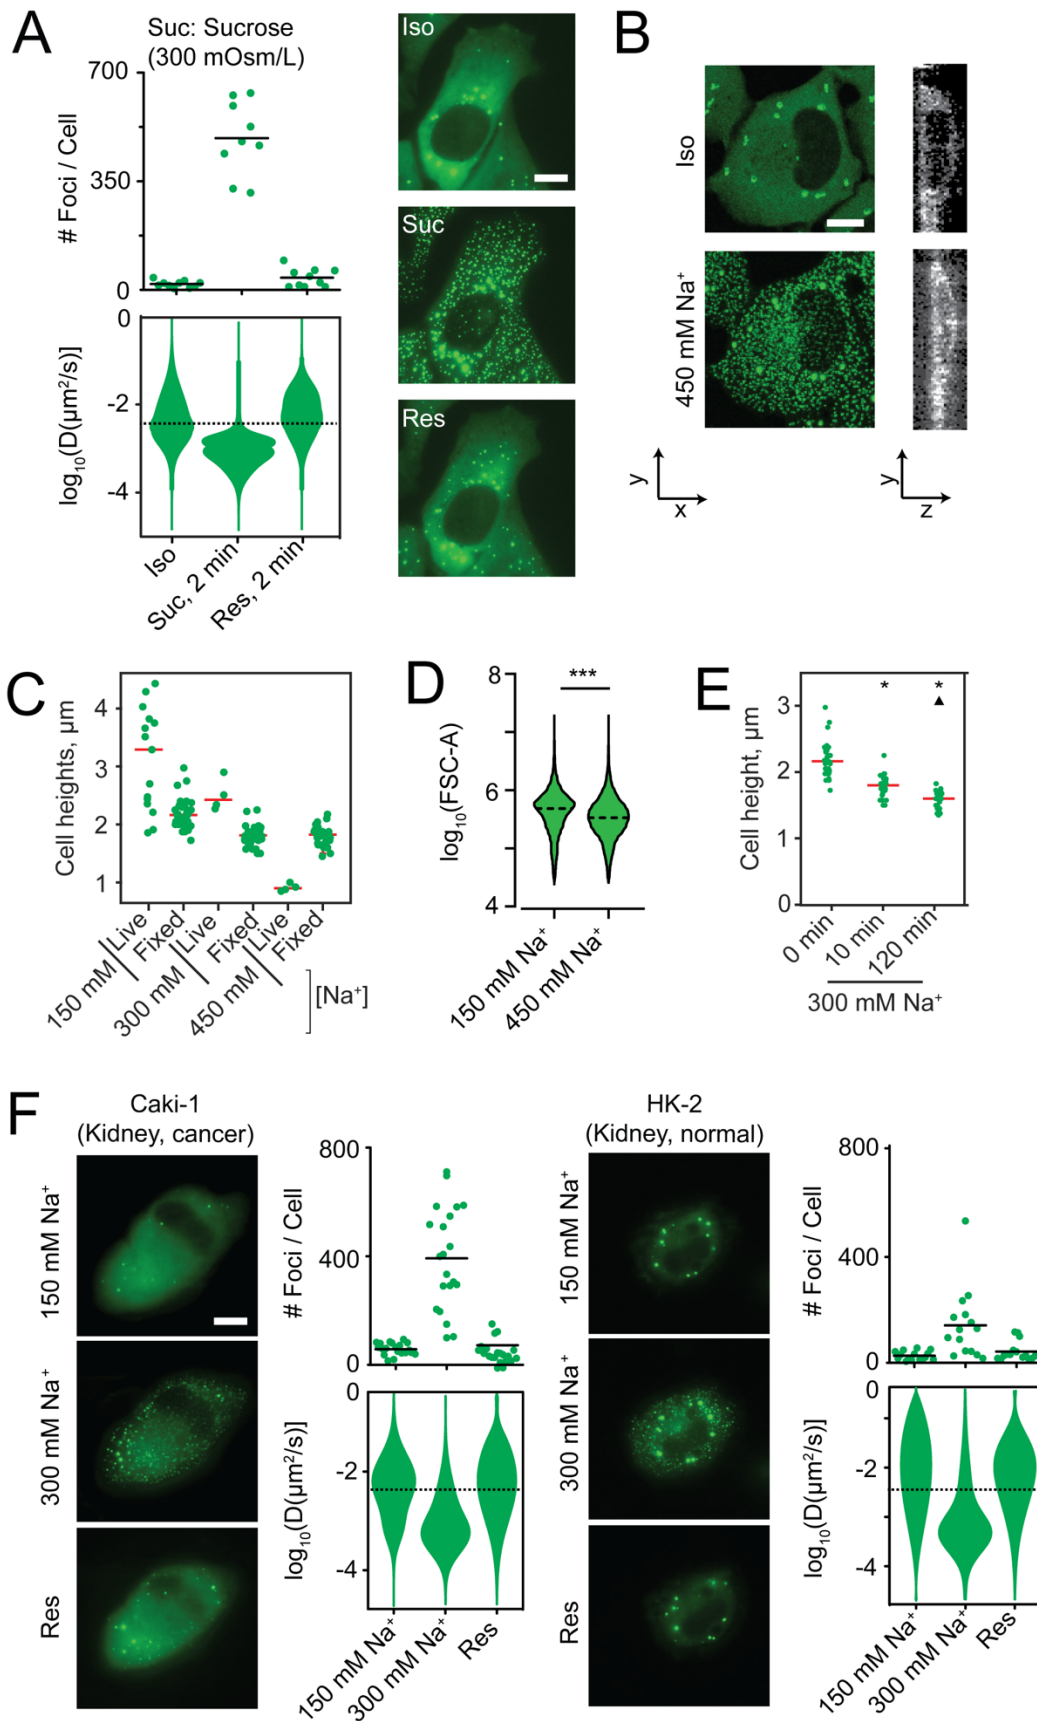 A
Suc: Sucrose
(300 mOsm/L)
700
350
0
# Foci / Cell
0
-2
-4
log₁₀(D(µm²/s)]
Iso
Suc, 2 min
Res, 2 min
Iso
Suc
Res
B
Iso
450 mM Na⁺
y
x
y
z
C
4
3
2
1
Cell heights, µm
Live
Fixed
Live
Fixed
Live
Fixed
150 mM
300 mM
450 mM
[Na⁺]
D
8
6
4
log₁₀(FSC-A)
***
150 mM Na⁺
450 mM Na⁺
E
3
2
1
0
Cell height, µm
*
*
▲
0 min
10 min
120 min
300 mM Na⁺
F
Caki-1
(Kidney, cancer)
150 mM Na⁺
300 mM Na⁺
Res
800
400
0
# Foci / Cell
0
-2
-4
log₁₀(D(µm²/s)]
150 mM Na⁺
300 mM Na⁺
Res
HK-2
(Kidney, normal)
150 mM Na⁺
300 mM Na⁺
Res
800
400
0
# Foci / Cell
0
-2
-4
log₁₀(D(µm²/s)]
150 mM Na⁺
300 mM Na⁺
Res